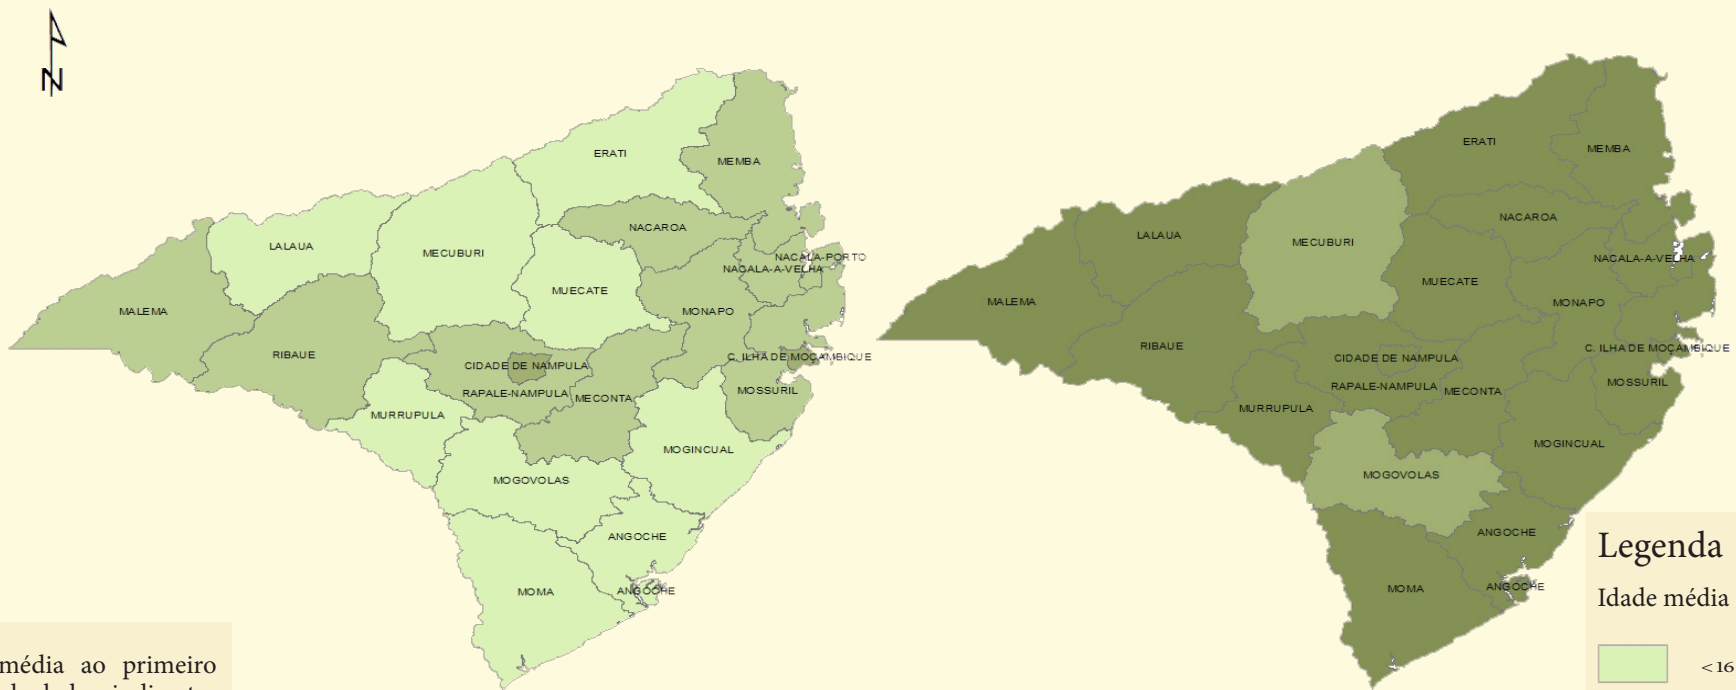 N
ERATI
MEMBA
NACAROA
LALAUA
MECUBURI
NACALA-PORTO
NACALA-A-VELHA
MUECATE
MALEMA
MONAPO
RIBAUE
C. ILHA DE MOÇAMBIQUE
CIDADE DE NAMPULA
RAPALE-NAMPULA
MECONTA
MOSSURIL
MURRUPULA
MOGINCUAL
MOGOVOLAS
ANGOCHE
MOMA
ANGOCHE
média ao primeiro
ERATI
MEMBA
NACAROA
LALAUA
MECUBURI
NACALA-A-VELHA
MUECATE
MALEMA
MONAPO
RIBAUE
C. ILHA DE MOÇAMBIQUE
CIDADE DE NAMPULA
RAPALE-NAMPULA
MECONTA
MOSSURIL
MURRUPULA
MOGINCUAL
MOGOVOLAS
ANGOCHE
MOMA
ANGOCHE
Legenda
Idade média
<16